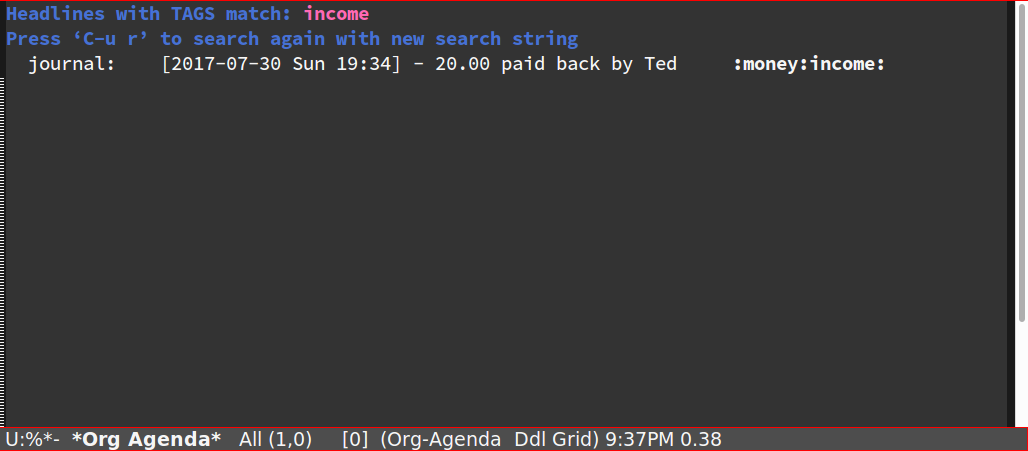 Headlines with TAGS match: income
Press ‘C-u r’ to search again with new search string
journal: [2017-07-30 Sun 19:34] - 20.00 paid back by Ted :money:income:
U:%*- *Org Agenda* All (1,0) [0] (Org-Agenda Ddl Grid) 9:37PM 0.38